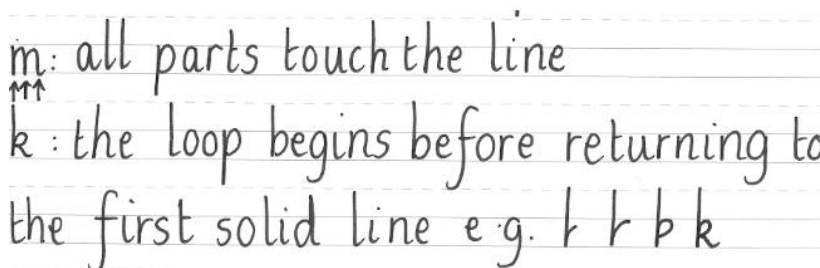 m: all parts touch the line
↑↑↑
k: the loop begins before returning to
the first solid line e.g. k